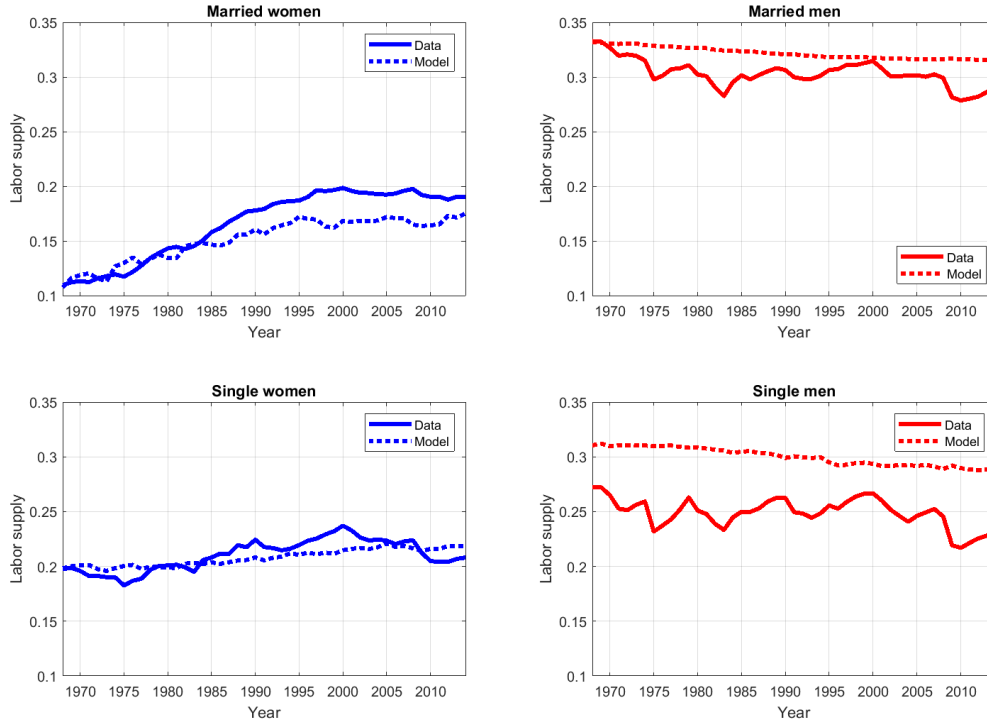 Married women
0.35
0.3
0.25
0.2
0.15
0.1
Labor supply
Data
Model
1970 1975 1980 1985 1990 1995 2000 2005 2010
Year
Married men
0.35
0.3
0.25
0.2
0.15
0.1
Labor supply
Data
Model
1970 1975 1980 1985 1990 1995 2000 2005 2010
Year
Single women
0.35
0.3
0.25
0.2
0.15
0.1
Labor supply
Data
Model
1970 1975 1980 1985 1990 1995 2000 2005 2010
Year
Single men
0.35
0.3
0.25
0.2
0.15
0.1
Labor supply
Data
Model
1970 1975 1980 1985 1990 1995 2000 2005 2010
Year